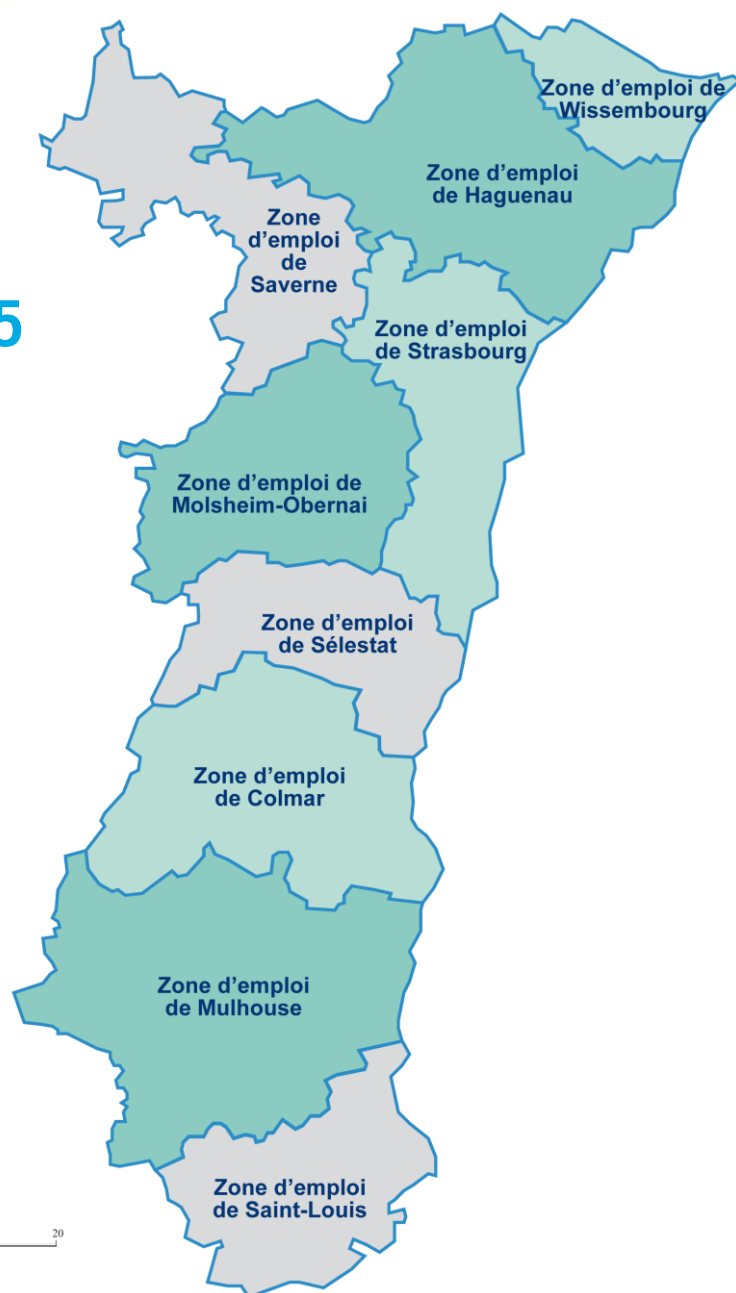 Zone d’emploi de
Wissembourg
Zone d’emploi
de Haguenau
Zone
d’emploi
de
Saverne
5
Zone d’emploi
de Strasbourg
Zone d’emploi de
Molsheim-Obernai
Zone d’emploi
de Sélestat
Zone d’emploi
de Colmar
Zone d’emploi
de Mulhouse
Zone d’emploi
de Saint-Louis
20